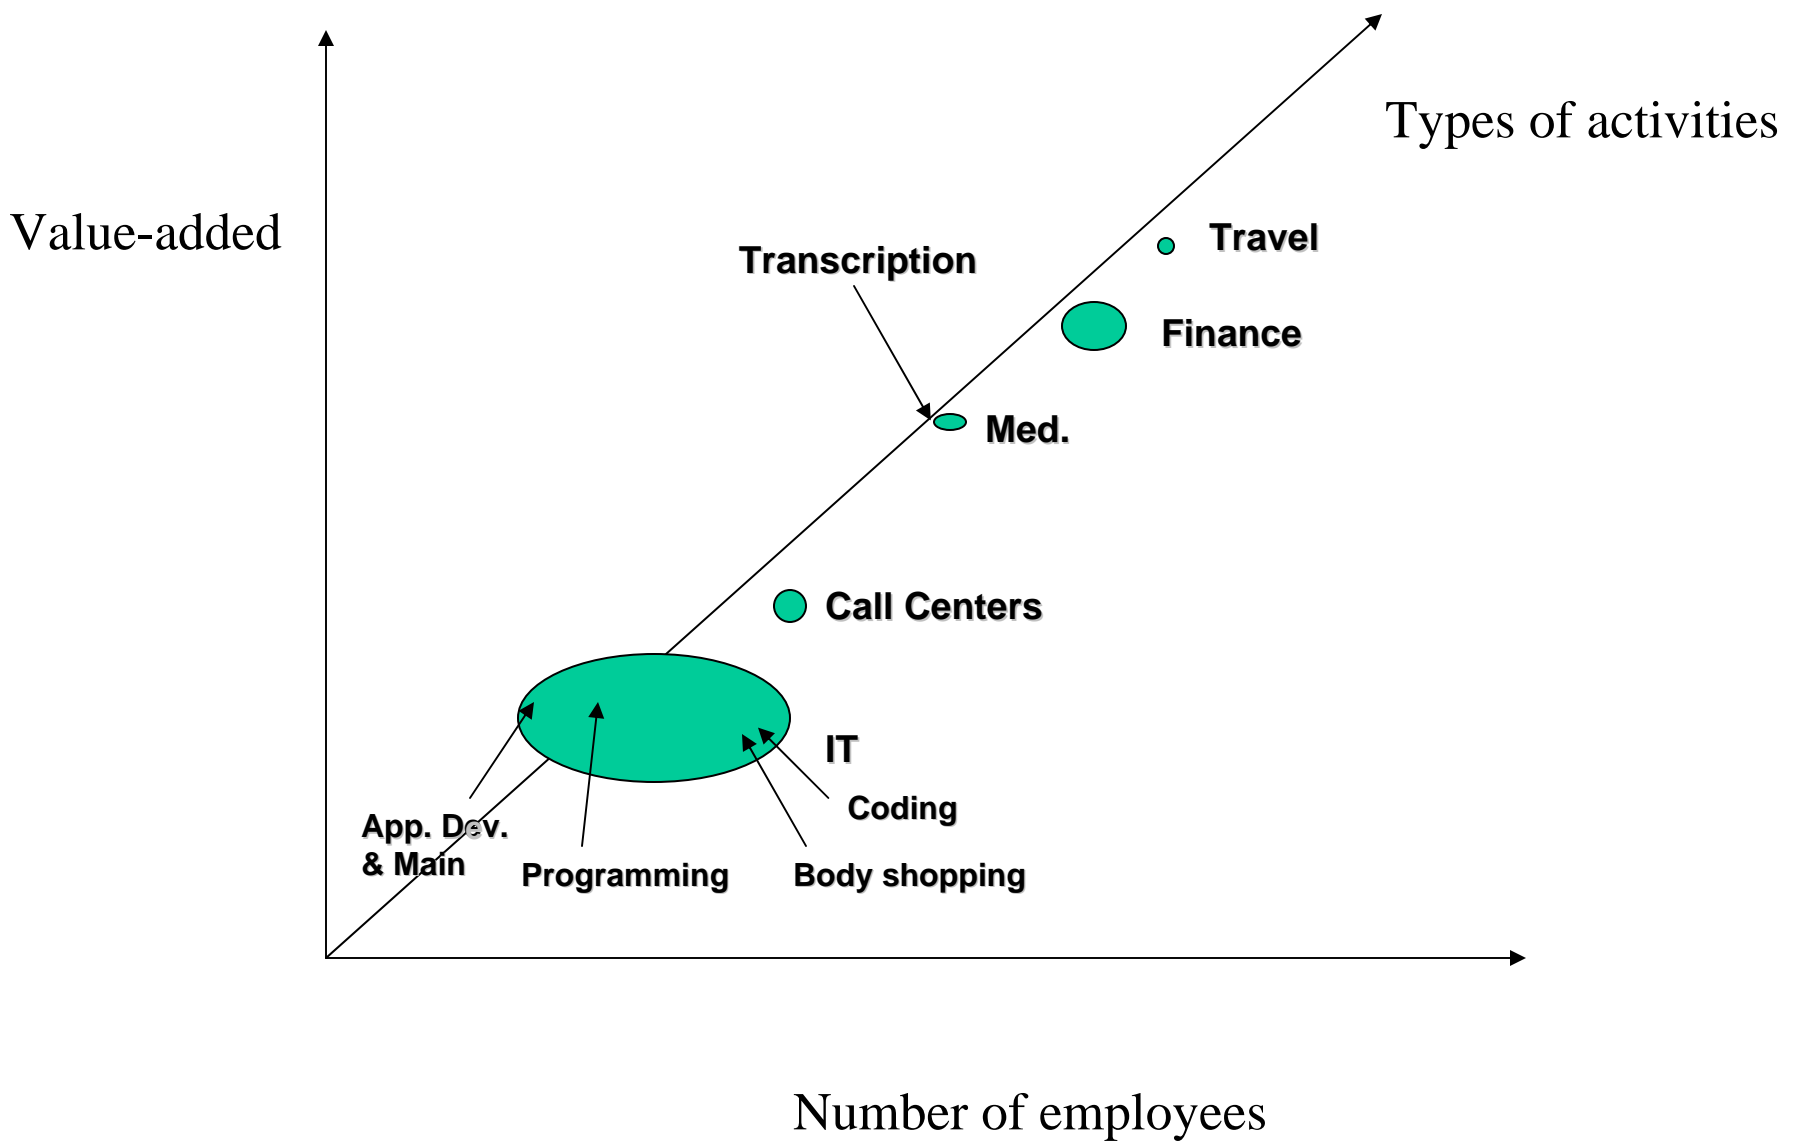 Types of activities
Value-added
Travel
Transcription
Finance
Med.
Call Centers
IT
Coding
App. Dev.
& Main
Programming
Body shopping
Number of employees